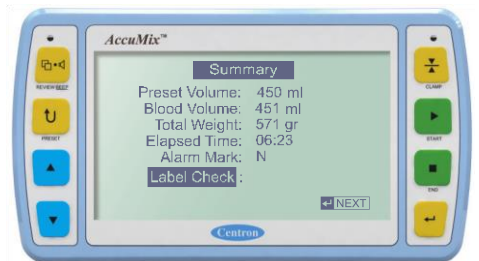 AccuMix™
Summary
Preset Volume: 450 ml
Blood Volume: 451 ml
Total Weight: 571 gr
Elapsed Time: 06:23
Alarm Mark: N
Label Check :
NEXT
REVIEW/BEEP
PRESET
CLAMP
START
END
Centron